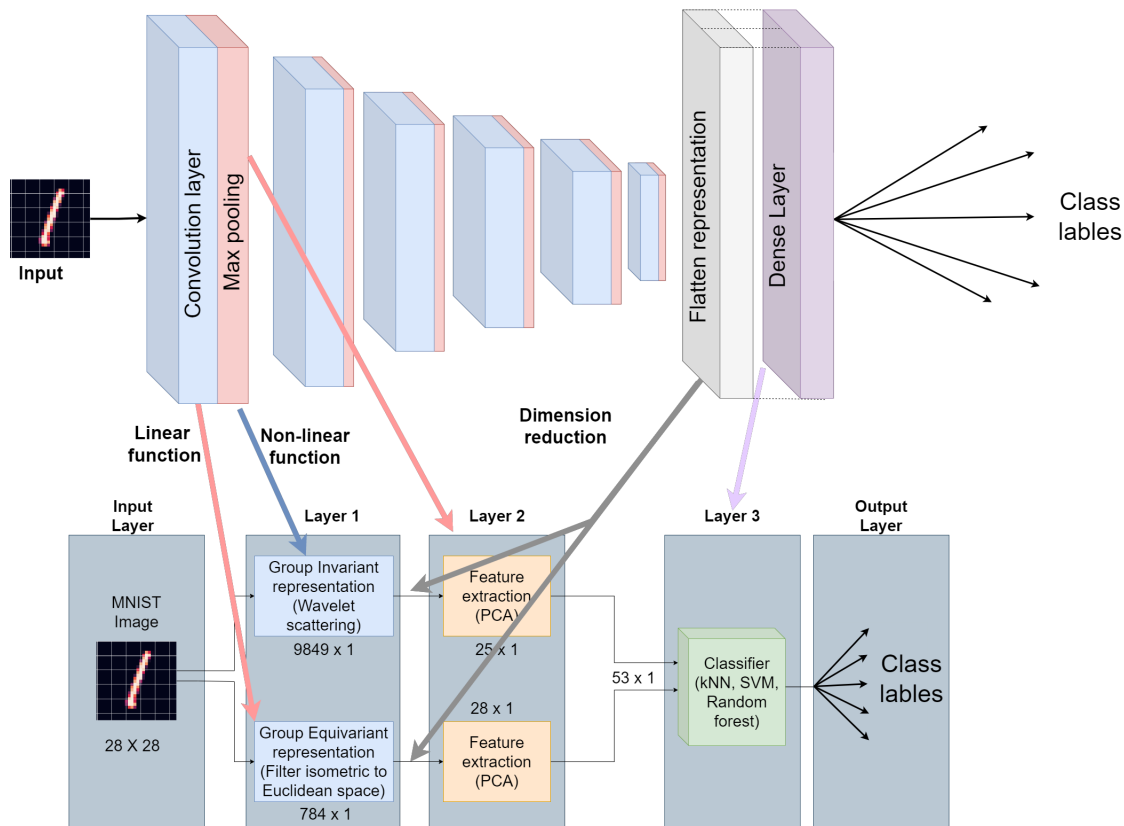 Input
Convolution layer
Max pooling
Flatten representation
Dense Layer
Class
lables
Linear
function
Non-linear
function
Dimension
reduction
Input
Layer
Layer 1
Layer 2
Layer 3
Output
Layer
MNIST
Image
28 X 28
Group Invariant
representation
(Wavelet
scattering)
9849 x 1
Group Equivariant
representation
(Filter isometric to
Euclidean space)
784 x 1
Feature
extraction
(PCA)
25 x 1
28 x 1
Feature
extraction
(PCA)
53 x 1
Classifier
(kNN, SVM,
Random
forest)
Class
lables